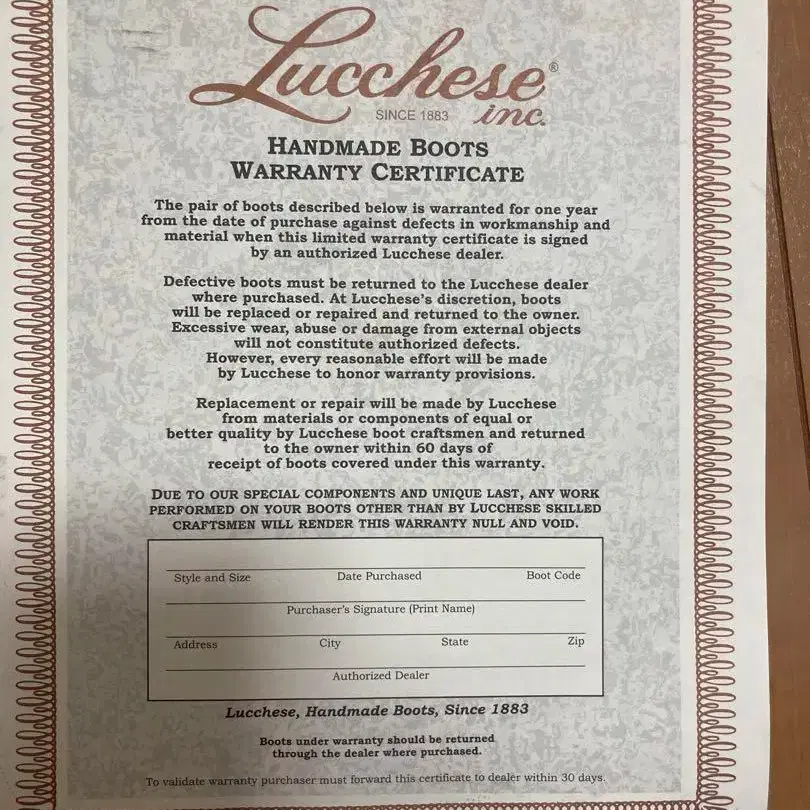 Lucchese®
SINCE 1883 inc.
HANDMADE BOOTS
WARRANTY CERTIFICATE
The pair of boots described below is warranted for one year
from the date of purchase against defects in workmanship and
material when this limited warranty certificate is signed
by an authorized Lucchese dealer.
Defective boots must be returned to the Lucchese dealer
where purchased. At Lucchese's discretion, boots
will be replaced or repaired and returned to the owner.
Excessive wear, abuse or damage from external objects
will not constitute authorized defects.
However, every reasonable effort will be made
by Lucchese to honor warranty provisions.
Replacement or repair will be made by Lucchese
from materials or components of equal or
better quality by Lucchese boot craftsmen and returned
to the owner within 60 days of
receipt of boots covered under this warranty.
DUE TO OUR SPECIAL COMPONENTS AND UNIQUE LAST, ANY WORK
PERFORMED ON YOUR BOOTS OTHER THAN BY LUCCHESE SKILLED
CRAFTSMEN WILL RENDER THIS WARRANTY NULL AND VOID.
Style and Size Date Purchased Boot Code
Purchaser's Signature (Print Name)
Address City State Zip
Authorized Dealer
Lucchese, Handmade Boots, Since 1883
Boots under warranty should be returned
through the dealer where purchased.
To validate warranty purchaser must forward this certificate to dealer within 30 days.